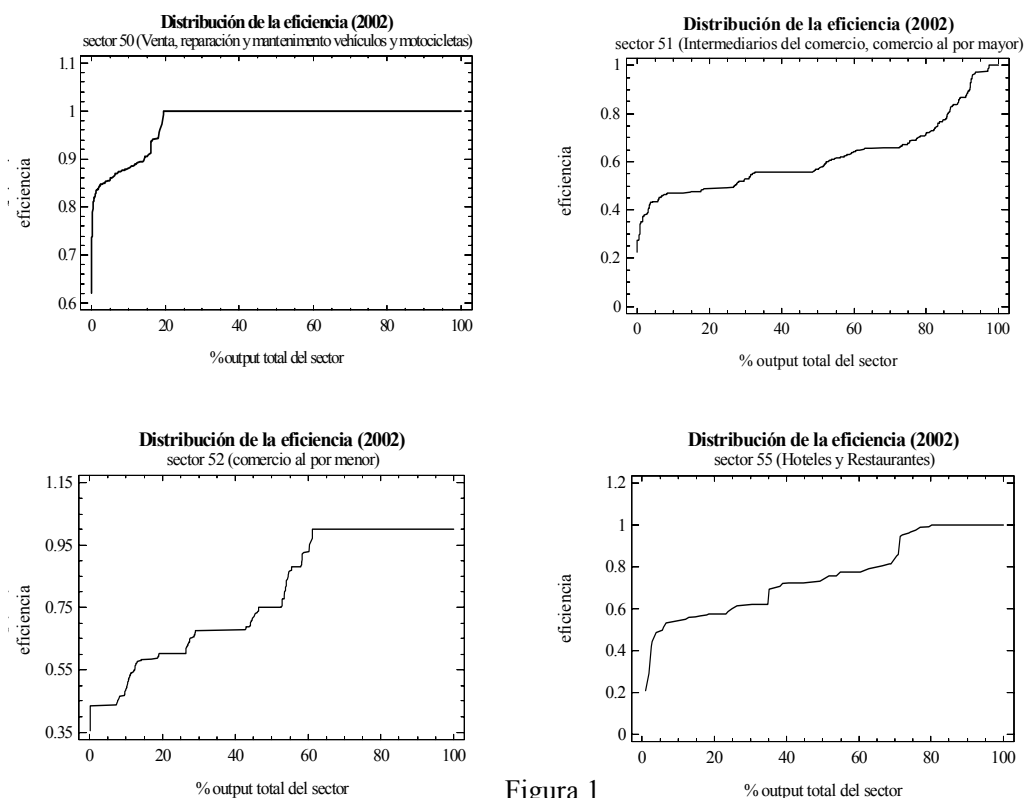 Distribución de la eficiencia (2002)
sector 50 (Venta, reparación y mantenimento vehículos y motocicletas)
1.1
1
0.9
0.8
0.7
0.6
eficiencia
0 20 40 60 80 100
% output total del sector
Distribución de la eficiencia (2002)
sector 51 (Intermediarios del comercio, comercio al por mayor)
1
0.8
0.6
0.4
0.2
0
eficiencia
0 20 40 60 80 100
% output total del sector
Distribución de la eficiencia (2002)
sector 52 (comercio al por menor)
1.15
0.95
0.75
0.55
0.35
eficiencia
0 20 40 60 80 100
% output total del sector
Distribución de la eficiencia (2002)
sector 55 (Hoteles y Restaurantes)
1.2
1
0.8
0.6
0.4
0.2
0
eficiencia
0 20 40 60 80 100
% output total del sector
Figura 1